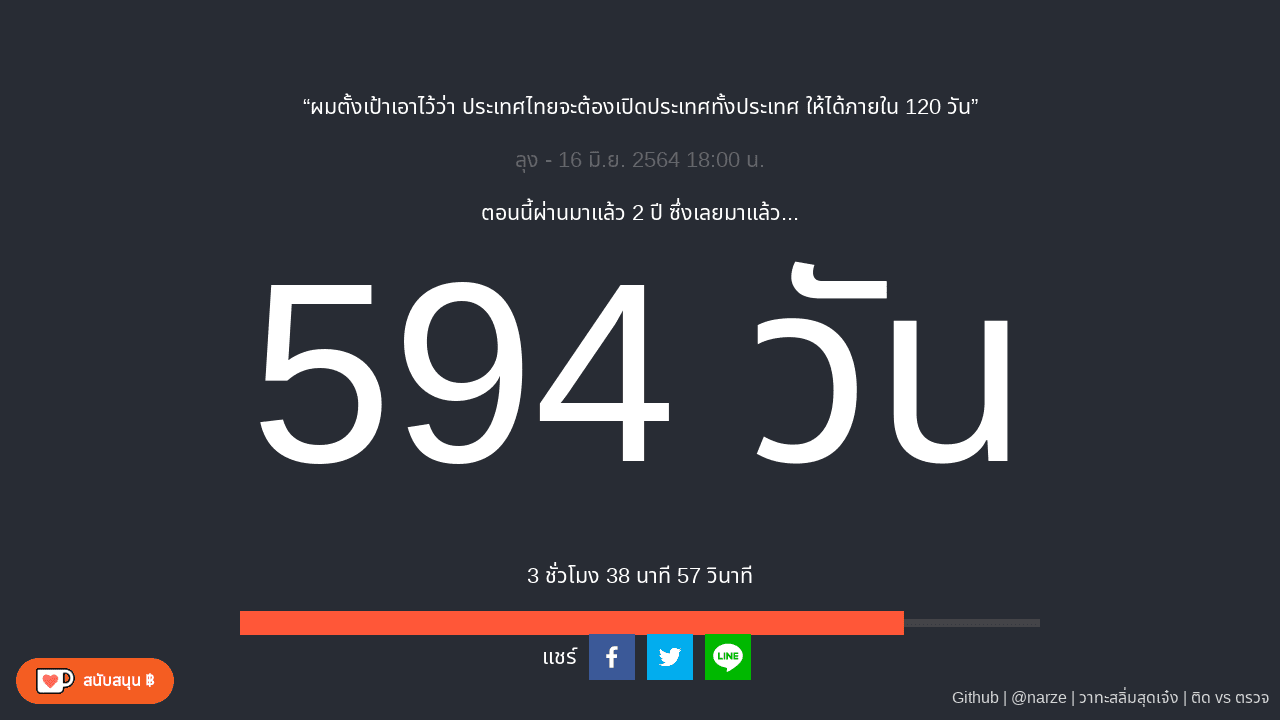 “ผมตั้งเป้าเอาไว้ว่า ประเทศไทยจะต้องเปิดประเทศทั้งประเทศ ให้ได้ภายใน 120 วัน”
ลุง - 16 มิ.ย. 2564 18:00 น.
ตอนนี้ผ่านมาแล้ว 2 ปี ซึ่งเลยมาแล้ว...
594 วัน
3 ชั่วโมง 38 นาที 57 วินาที
แชร์
LINE
สนับสนุน ฿
Github | @narze | วาทะสลิ่มสุดเจ๋ง | ติด vs ตรวจ